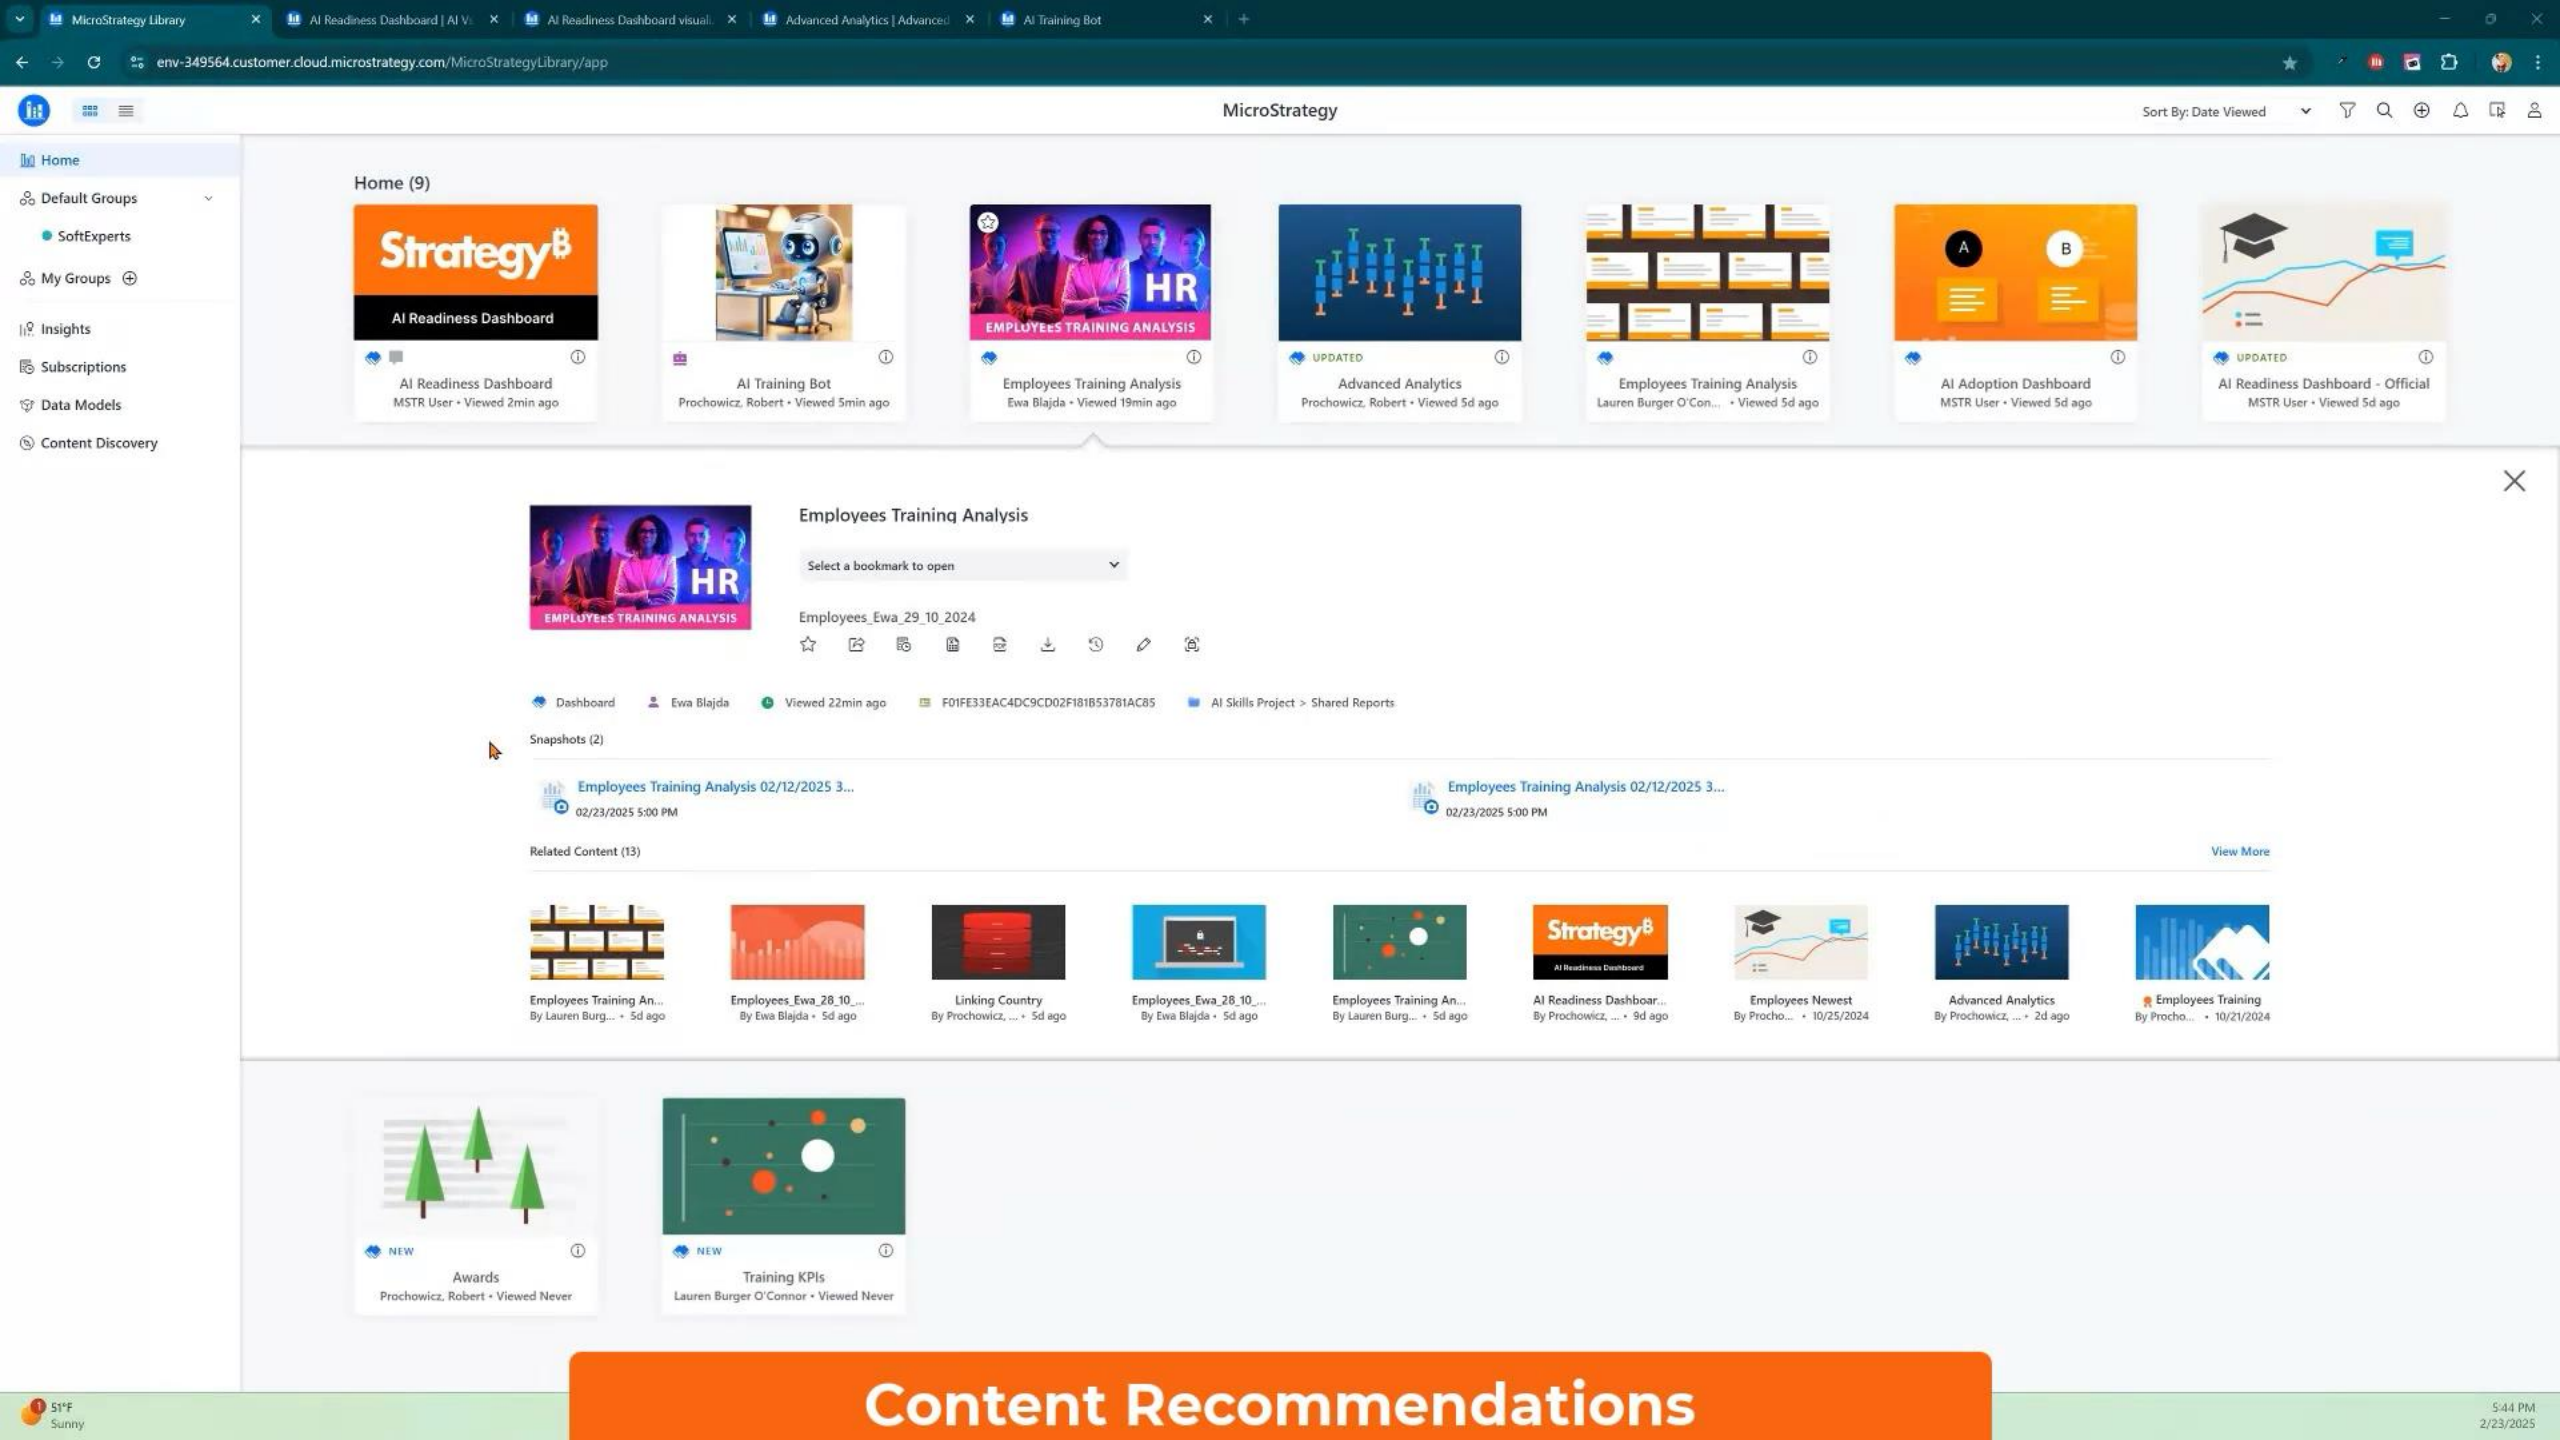 MicroStrategy Library
AI Readiness Dashboard | AI V
AI Readiness Dashboard visuali
Advanced Analytics | Advanced
AI Training Bot
env-349564.customer.cloud.microstrategy.com/MicroStrategyLibrary/app
MicroStrategy
Sort By: Date Viewed
Home
Default Groups
SoftExperts
My Groups
Insights
Subscriptions
Data Models
Content Discovery
Home (9)
Strategy₿
AI Readiness Dashboard
AI Readiness Dashboard
MSTR User • Viewed 2min ago
AI Training Bot
Prochowicz, Robert • Viewed 5min ago
HR
EMPLOYEES TRAINING ANALYSIS
Employees Training Analysis
Ewa Blajda • Viewed 19min ago
UPDATED
Advanced Analytics
Prochowicz, Robert • Viewed 5d ago
Employees Training Analysis
Lauren Burger O'Con... • Viewed 5d ago
A
B
AI Adoption Dashboard
MSTR User • Viewed 5d ago
UPDATED
AI Readiness Dashboard - Official
MSTR User • Viewed 5d ago
HR
EMPLOYEES TRAINING ANALYSIS
Employees Training Analysis
Select a bookmark to open
Employees_Ewa_29_10_2024
Dashboard
Ewa Blajda
Viewed 22min ago
F01FE33EAC4DC9CD02F181B53781AC85
AI Skills Project > Shared Reports
Snapshots (2)
Employees Training Analysis 02/12/2025 3...
02/23/2025 5:00 PM
Employees Training Analysis 02/12/2025 3...
02/23/2025 5:00 PM
Related Content (13)
View More
Employees Training An...
By Lauren Burg... • 5d ago
Employees_Ewa_28_10_...
By Ewa Blajda • 5d ago
Linking Country
By Prochowicz, ... • 5d ago
Employees_Ewa_28_10_...
By Ewa Blajda • 5d ago
Employees Training An...
By Lauren Burg... • 5d ago
Strategy₿
AI Readiness Dashboard
AI Readiness Dashboar...
By Prochowicz, ... • 9d ago
Employees Newest
By Procho... • 10/25/2024
Advanced Analytics
By Prochowicz, ... • 2d ago
Employees Training
By Procho... • 10/21/2024
NEW
Awards
Prochowicz, Robert • Viewed Never
NEW
Training KPIs
Lauren Burger O'Connor • Viewed Never
Content Recommendations
1
51°F
Sunny
5:44 PM
2/23/2025